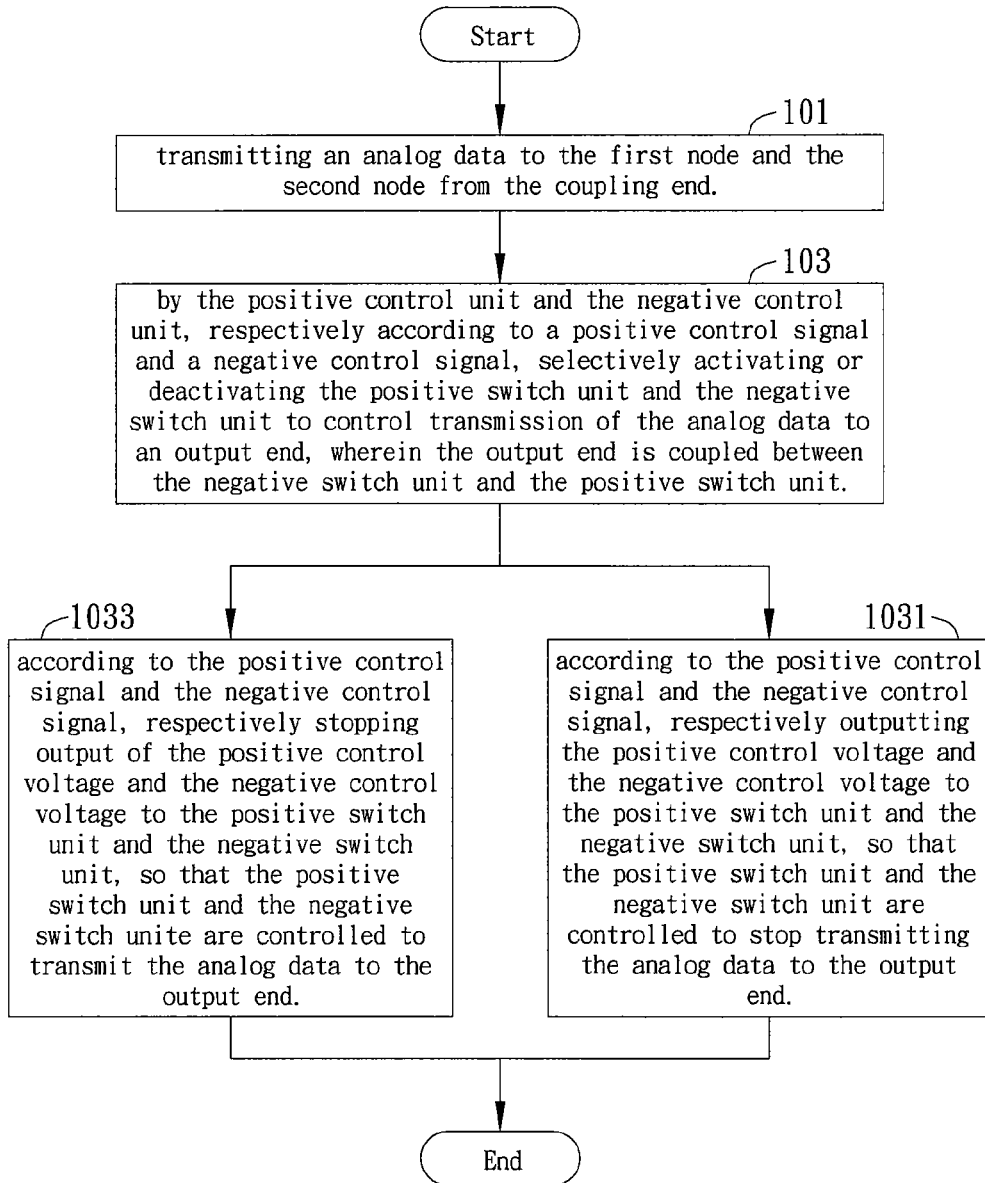 Start
101
transmitting an analog data to the first node and the
second node from the coupling end.
103
by the positive control unit and the negative control
unit, respectively according to a positive control signal
and a negative control signal, selectively activating or
deactivating the positive switch unit and the negative
switch unit to control transmission of the analog data to
an output end, wherein the output end is coupled between
the negative switch unit and the positive switch unit.
1033
according to the positive control
signal and the negative control
signal, respectively stopping
output of the positive control
voltage and the negative control
voltage to the positive switch
unit and the negative switch
unit, so that the positive
switch unit and the negative
switch unite are controlled to
transmit the analog data to the
output end.
1031
according to the positive control
signal and the negative control
signal, respectively outputting
the positive control voltage and
the negative control voltage to
the positive switch unit and the
negative switch unit, so that
the positive switch unit and the
negative switch unit are
controlled to stop transmitting
the analog data to the output
end.
End